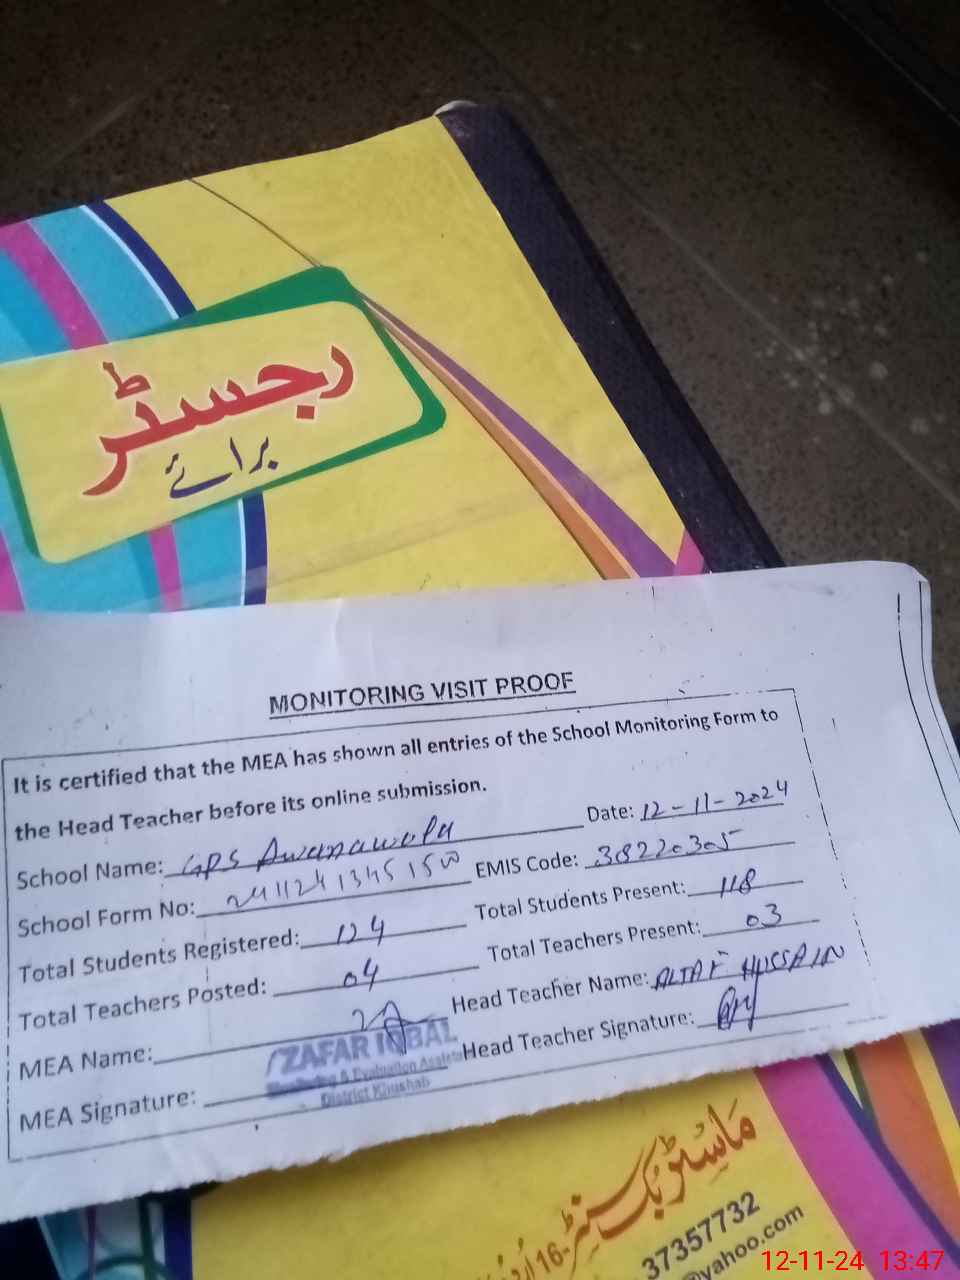 رجسٹر
برائے
MONITORING VISIT PROOF
It is certified that the MEA has shown all entries of the School Monitoring Form to
the Head Teacher before its online submission.
Date: 12-11-2024
School Name: GPS Awanawala
EMIS Code: 38220305
School Form No:
Total Students Present: 118
Total Students Registered: 124
Total Teachers Present: 03
Total Teachers Posted: 04
Head Teacher Name: ALTAF HUSSAIN
MEA Name:
ZAFAR IQBAL
Monitoring & Evaluation
District Khushab
Head Teacher Signature:
MEA Signature:
ماسٹر بک سنٹر
16-اُردو
37357732
@yahoo.com
12-11-24 13:47